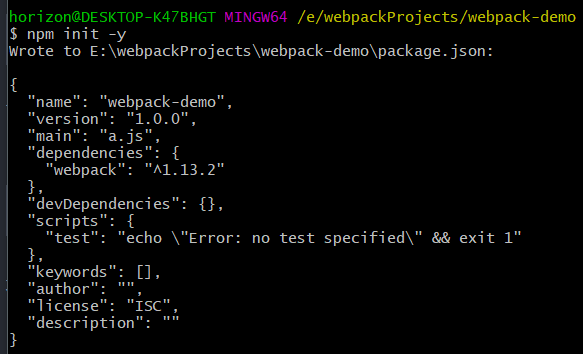 horizon@DESKTOP-K47BHGT MINGW64 /e/webpackProjects/webpack-demo
$ npm init -y
Wrote to E:\webpackProjects\webpack-demo\package.json:

{
  "name": "webpack-demo",
  "version": "1.0.0",
  "main": "a.js",
  "dependencies": {
    "webpack": "^1.13.2"
  },
  "devDependencies": {},
  "scripts": {
    "test": "echo \"Error: no test specified\" && exit 1"
  },
  "keywords": [],
  "author": "",
  "license": "ISC",
  "description": ""
}